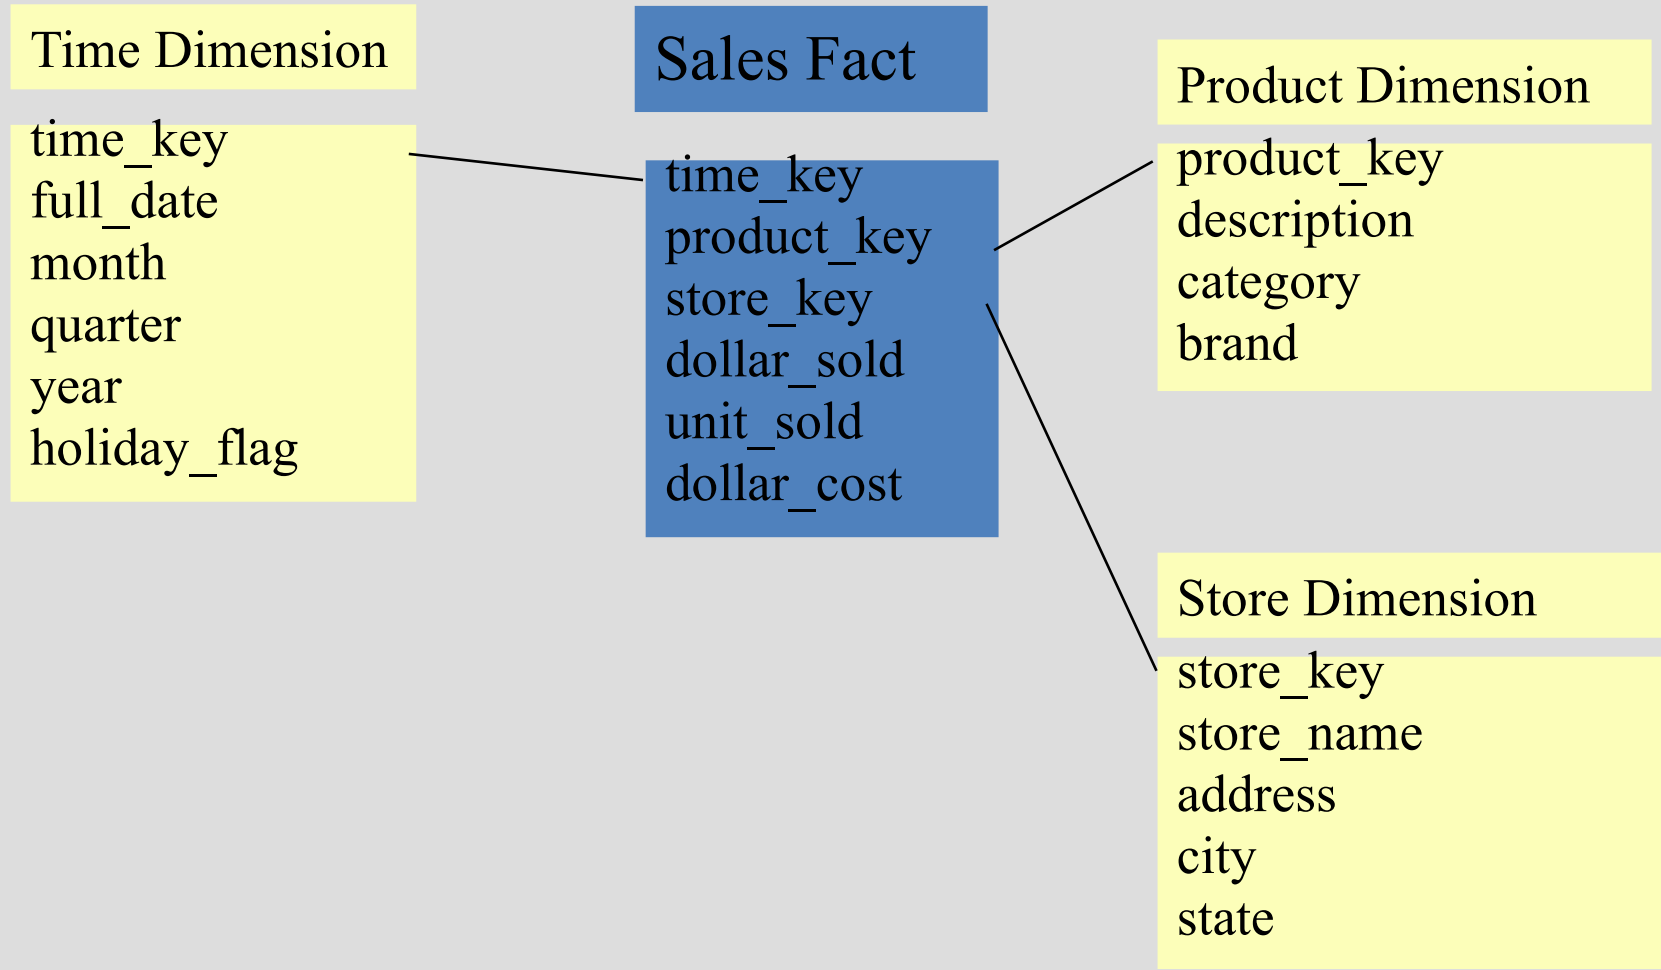 Time Dimension
time_key
full_date
month
quarter
year
holiday_flag
Sales Fact
time_key
product_key
store_key
dollar_sold
unit_sold
dollar_cost
Product Dimension
product_key
description
category
brand
Store Dimension
store_key
store_name
address
city
state